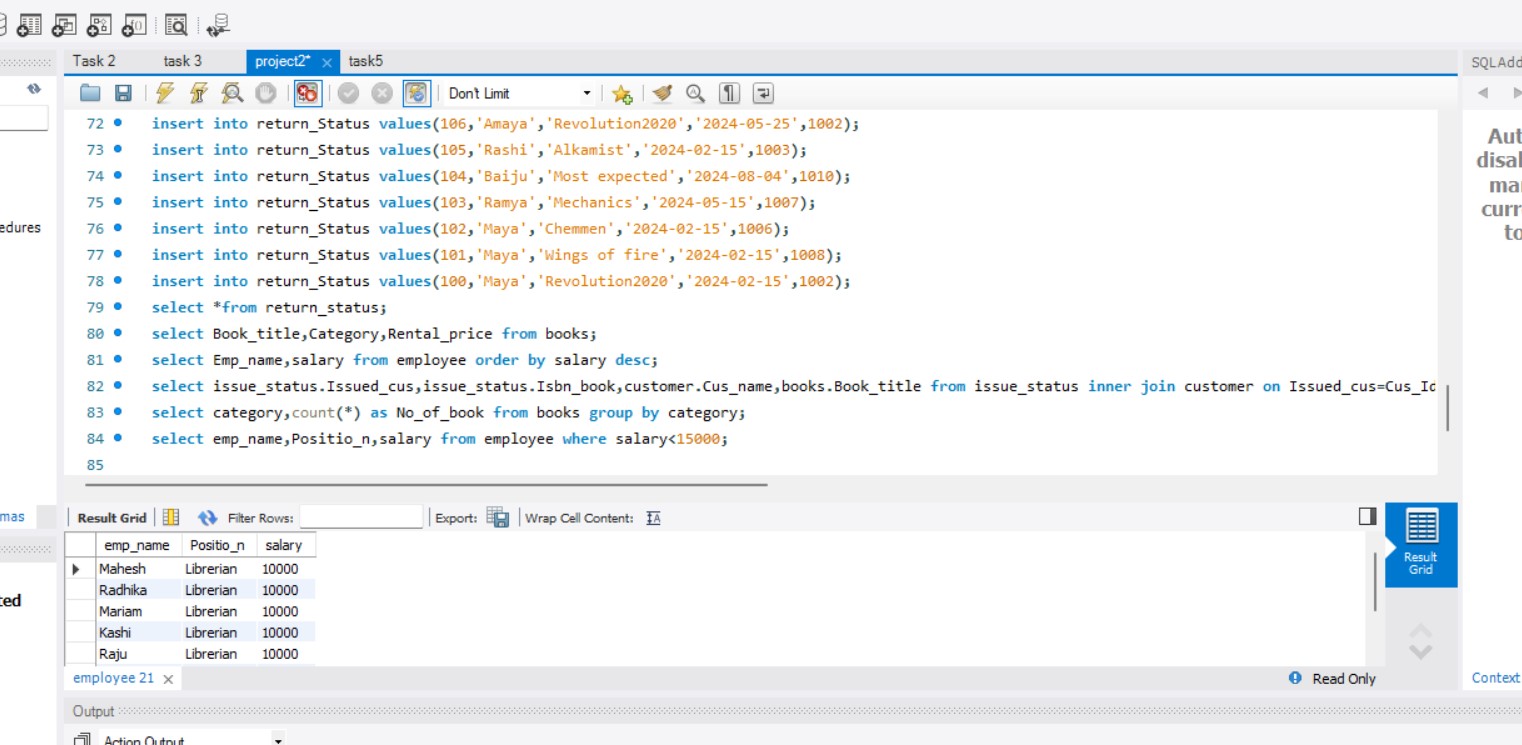 Task 2 task 3 project2* × task5
SQLAdd
Don't Limit
72 insert into return_Status values(106,'Amaya','Revolution2020','2024-05-25',1002);
73 insert into return_Status values(105,'Rashi','Alkamist','2024-02-15',1003);
74 insert into return_Status values(104,'Baiju','Most expected','2024-08-04',1010);
75 insert into return_Status values(103,'Ramya','Mechanics','2024-05-15',1007);
76 insert into return_Status values(102,'Maya','Chemmen','2024-02-15',1006);
77 insert into return_Status values(101,'Maya','Wings of fire','2024-02-15',1008);
78 insert into return_Status values(100,'Maya','Revolution2020','2024-02-15',1002);
79 select *from return_status;
80 select Book_title,Category,Rental_price from books;
81 select Emp_name,salary from employee order by salary desc;
82 select issue_status.Issued_cus,issue_status.Isbn_book,customer.Cus_name,books.Book_title from issue_status inner join customer on Issued_cus=Cus_Id
83 select category,count(*) as No_of_book from books group by category;
84 select emp_name,Positio_n,salary from employee where salary<15000;
85
edures
mas
ted
Aut
disal
mar
curr
to
Result Grid Filter Rows: Export: Wrap Cell Content:
emp_name Positio_n salary
Mahesh Librerian 10000
Radhika Librerian 10000
Mariam Librerian 10000
Kashi Librerian 10000
Raju Librerian 10000
Result
Grid
employee 21 ×
Read Only
Context
Output
Action Output